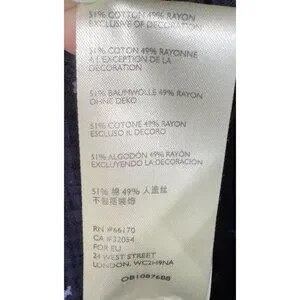 51% COTTON 49% RAYON
EXCLUSIVE OF DECORATION
51% COTON 49% RAYONNE
A L'EXCEPTION DE LA
DECORATION
51% BAUMWOLLE 49% RAYON
OHNE DEKO
51% COTONE 49% RAYON
ESCLUSO IL DECORO
51% ALGODÓN 49% RAYÓN
EXCLUYENDO LA DECORACIÓN
51% 棉 49% 人造丝
不包括装饰
RN #66170
CA #32054
FOR EU
24 WEST STREET
LONDON, WC2H9NA
OB1087688